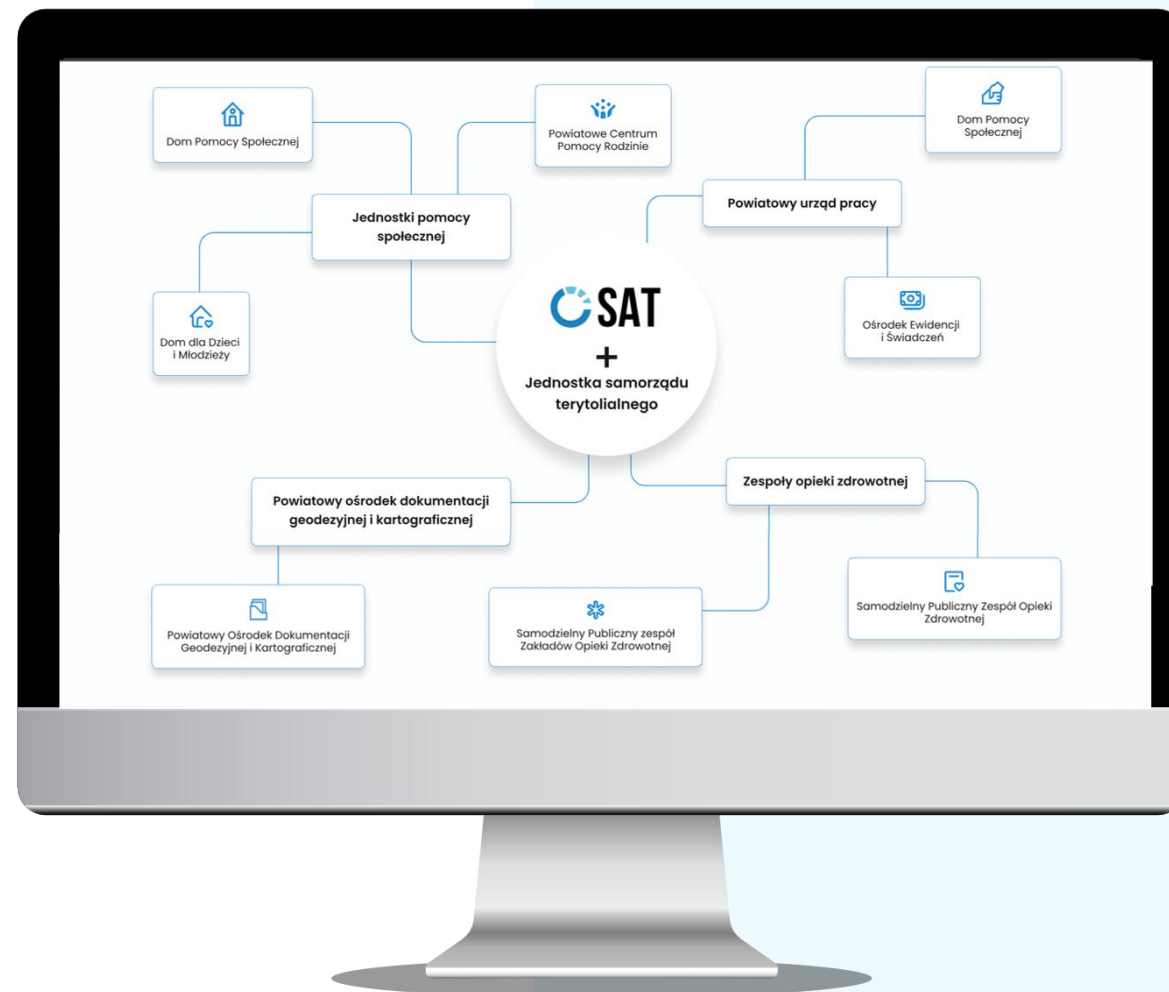 Dom Pomocy Społecznej
Powiatowe Centrum
Pomocy Rodzinie
Dom Pomocy
Społecznej
Jednostki pomocy
społecznej
Powiatowy urząd pracy
Dom dla Dzieci
i Młodzieży
SAT
+
Jednostka samorządu
terytolialnego
Ośrodek Ewidencji
i Świadczeń
Powiatowy ośrodek dokumentacji
geodezyjnej i kartograficznej
Zespoły opieki zdrowotnej
Powiatowy Ośrodek Dokumentacji
Geodezyjnej i Kartograficznej
Samodzielny Publiczny zespół
Zakładów Opieki Zdrowotnej
Samodzielny Publiczny Zespół Opieki
Zdrowotnej